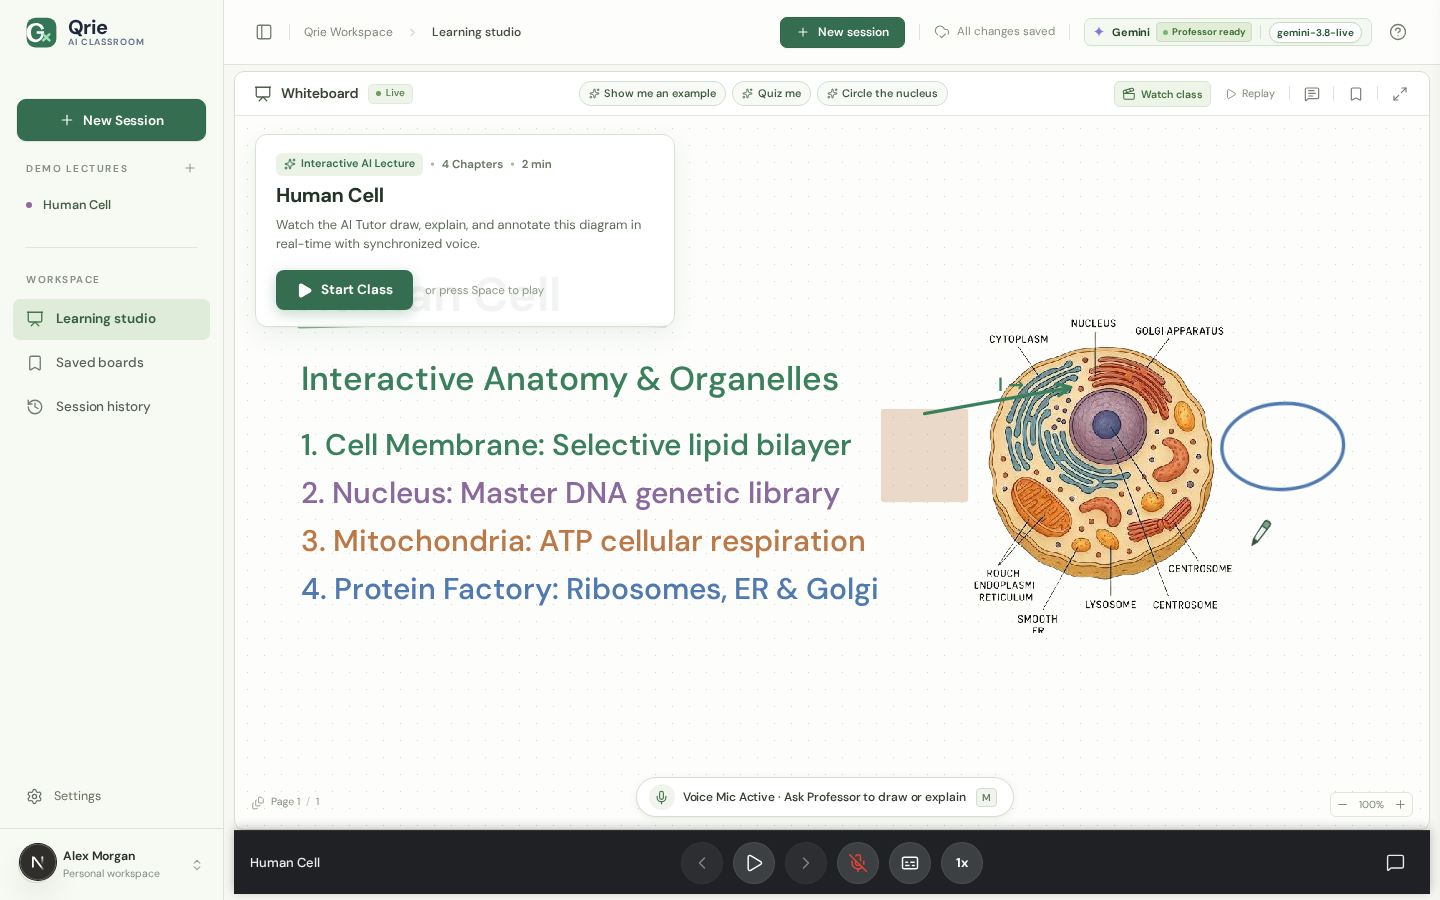 Qrie
AI CLASSROOM
New Session
DEMO LECTURES
Human Cell
WORKSPACE
Learning studio
Saved boards
Session history
Settings
N
Alex Morgan
Personal workspace
Qrie Workspace
Learning studio
New session
All changes saved
Gemini
Professor ready
gemini-3.8-live
Whiteboard
Live
Show me an example
Quiz me
Circle the nucleus
Watch class
Replay
Interactive AI Lecture • 4 Chapters • 2 min
Human Cell
Watch the AI Tutor draw, explain, and annotate this diagram in
real-time with synchronized voice.
Start Class
or press Space to play
an Cell
Interactive Anatomy & Organelles
1. Cell Membrane: Selective lipid bilayer
2. Nucleus: Master DNA genetic library
3. Mitochondria: ATP cellular respiration
4. Protein Factory: Ribosomes, ER & Golgi
NUCLEUS
CYTOPLASM
GOLGI APPARATUS
CENTROSOME
ROUCH
ENDOPLASMI
RETICULUM
LYSOSOME
CENTROSOME
SMOOTH
ER
Page 1 / 1
Voice Mic Active · Ask Professor to draw or explain M
100%
Human Cell
1x